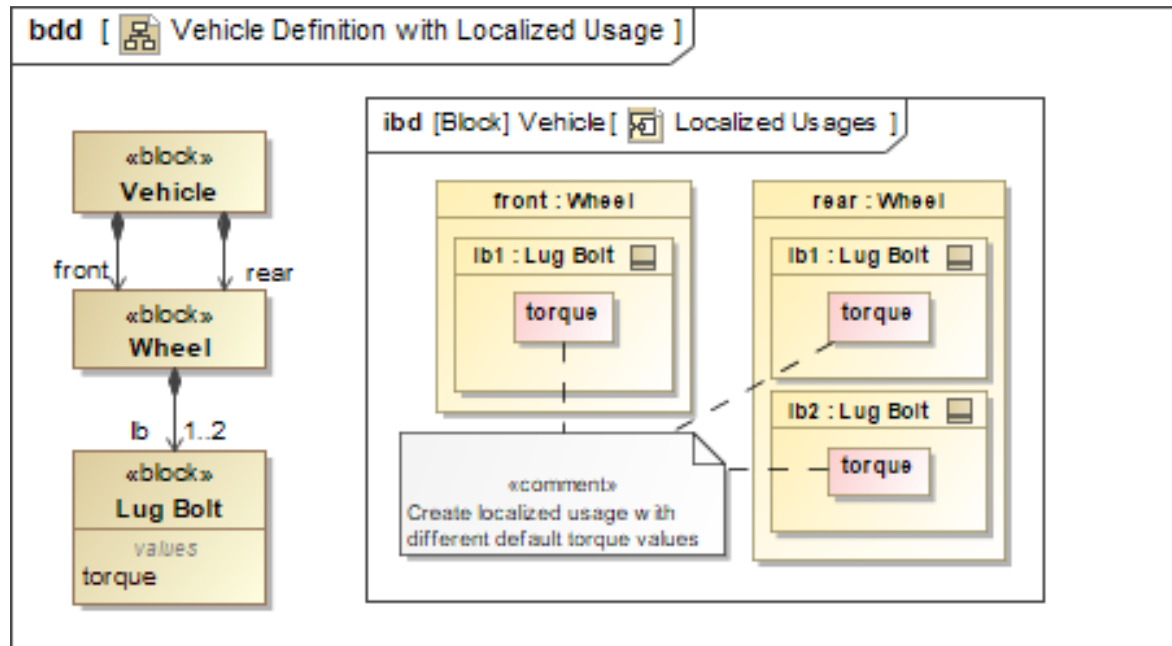 bdd [ Vehicle Definition with Localized Usage ]
«block»
Vehicle
front
rear
«block»
Wheel
lb
1..2
«block»
Lug Bolt
values
torque
ibd [Block] Vehicle[ Localized Usages ]
front : Wheel
lb1 : Lug Bolt
torque
rear : Wheel
lb1 : Lug Bolt
torque
lb2 : Lug Bolt
torque
«comment»
Create localized usage with
different default torque values